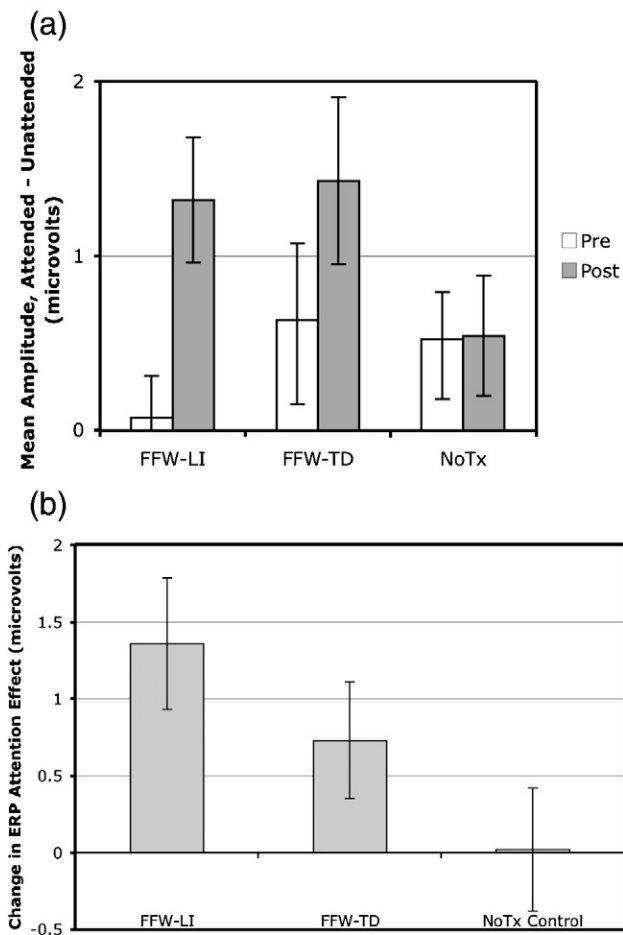 (a)
Mean Amplitude, Attended - Unattended
(microvolts)
2
1
0
FFW-LI
FFW-TD
NoTx
Pre
Post
(b)
Change in ERP Attention Effect (microvolts)
2
1.5
1
0.5
0
-0.5
FFW-LI
FFW-TD
NoTx Control